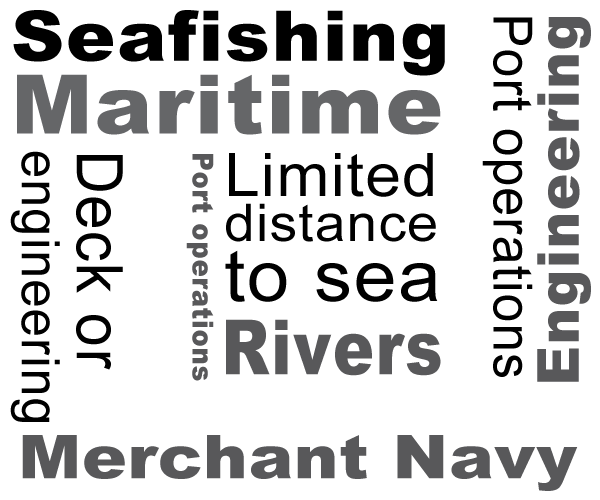 Seafishing
Maritime
Deck or
engineering
Port operations
Limited
distance
to sea
Rivers
Port operations
Engineering
Merchant Navy